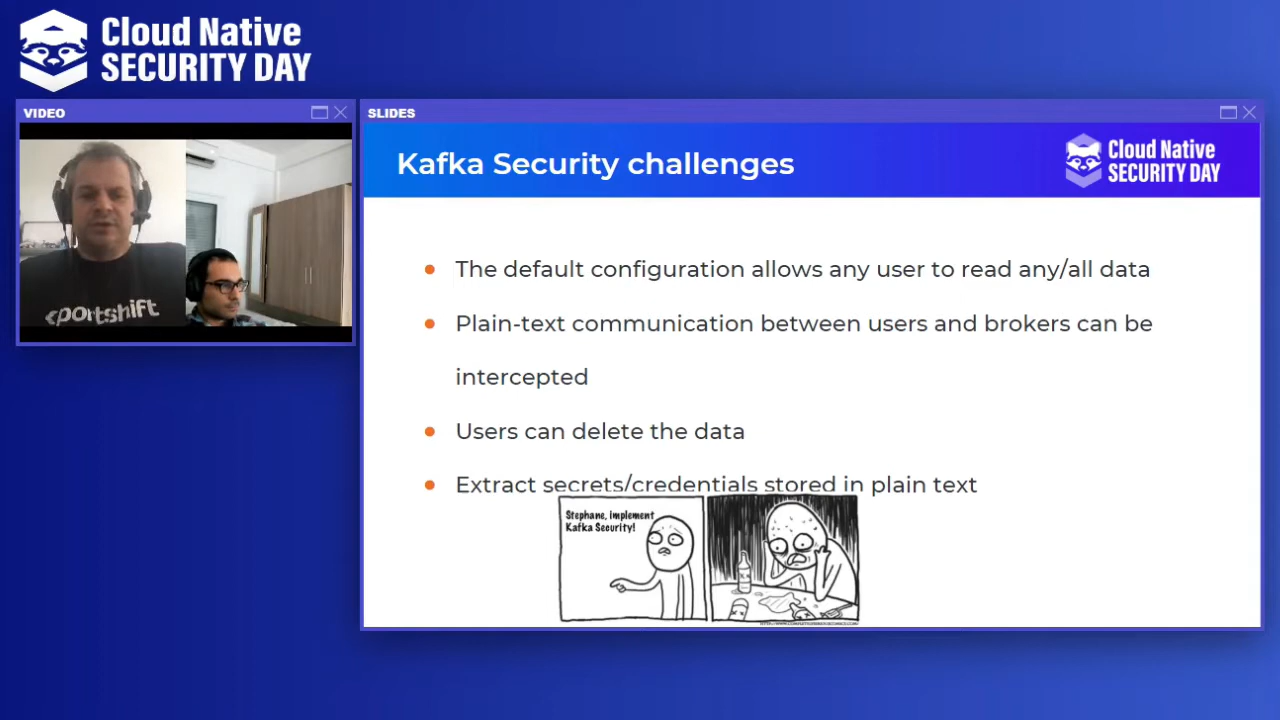 Cloud Native
SECURITY DAY
VIDEO
portshift
SLIDES
Kafka Security challenges
Cloud Native
SECURITY DAY
The default configuration allows any user to read any/all data
Plain-text communication between users and brokers can be
intercepted
Users can delete the data
Extract secrets/credentials stored in plain text
Stephane, implement
Kafka Security!